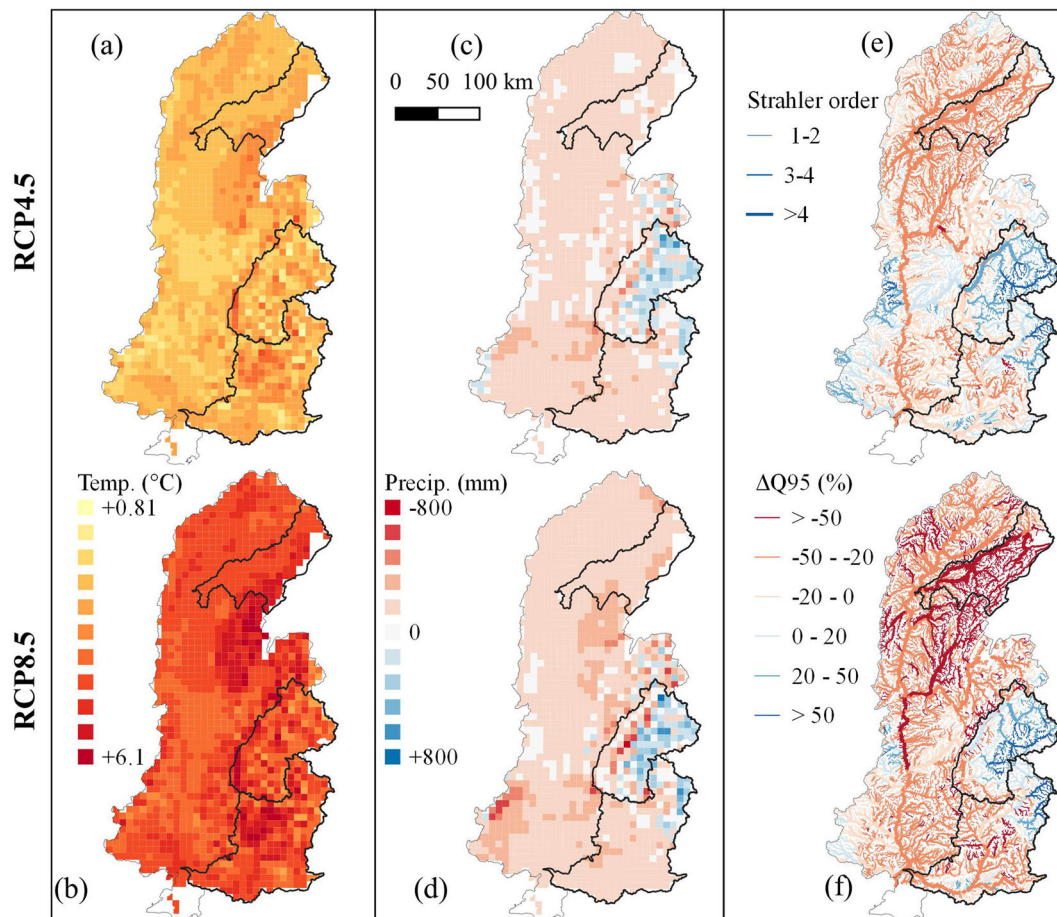 RCP4.5
RCP8.5
(a)
(c)
(e)
0 50 100 km
Strahler order
1-2
3-4
>4
Temp. (°C)
+0.81
+6.1
Precip. (mm)
-800
0
+800
ΔQ95 (%)
> -50
-50 - -20
-20 - 0
0 - 20
20 - 50
> 50
(b)
(d)
(f)